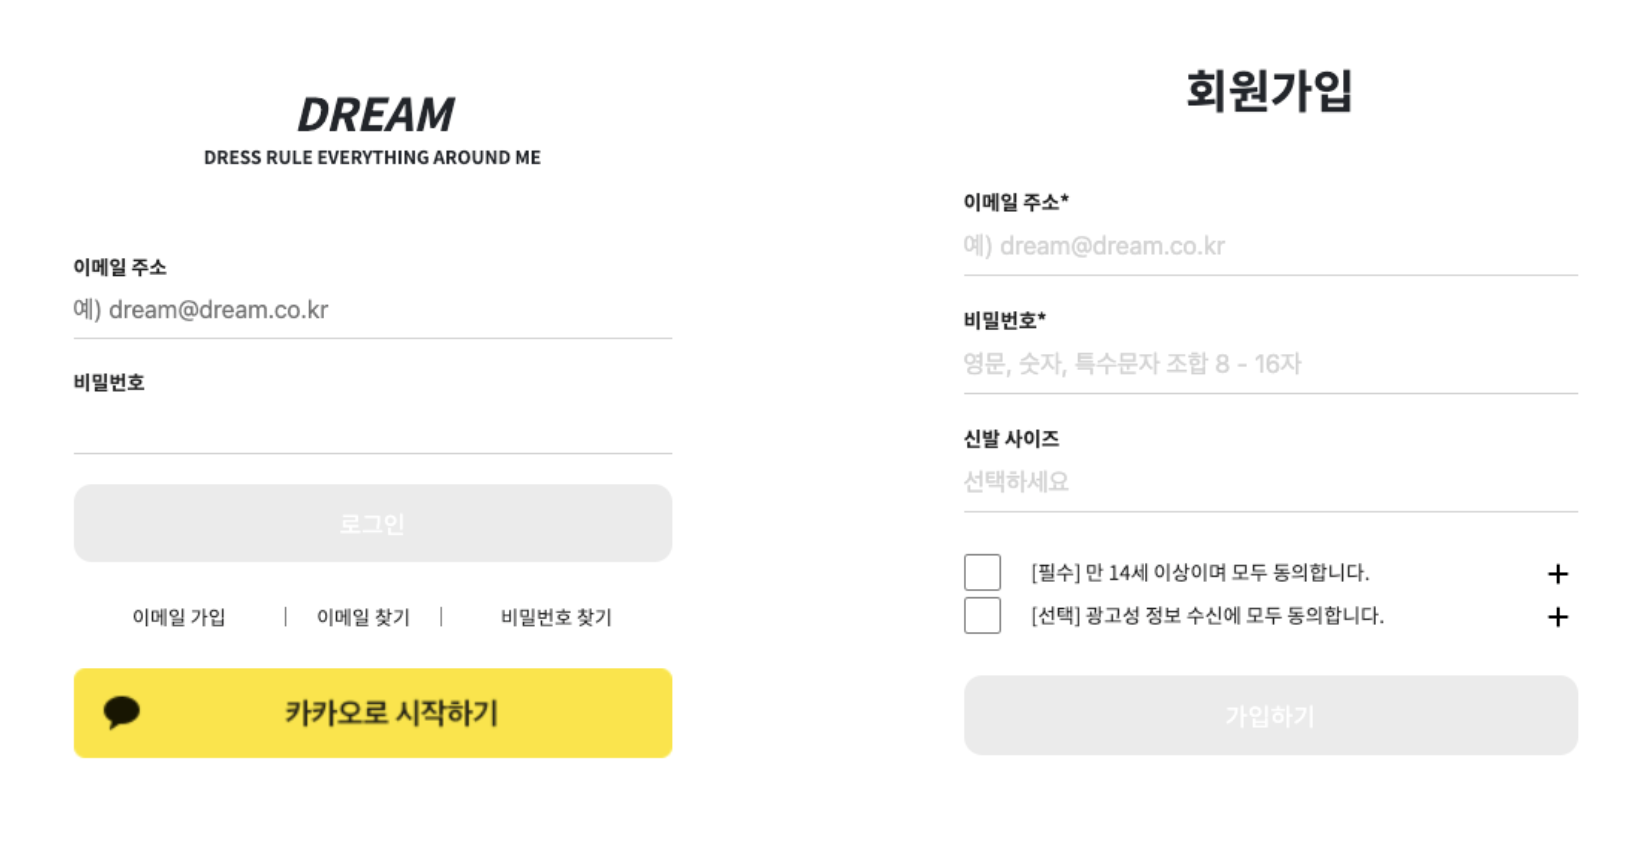 DREAM
DRESS RULE EVERYTHING AROUND ME
이메일 주소
예) dream@dream.co.kr
비밀번호
로그인
이메일 가입 | 이메일 찾기 | 비밀번호 찾기
카카오로 시작하기
회원가입
이메일 주소*
예) dream@dream.co.kr
비밀번호*
영문, 숫자, 특수문자 조합 8 - 16자
신발 사이즈
선택하세요
[필수] 만 14세 이상이며 모두 동의합니다. +
[선택] 광고성 정보 수신에 모두 동의합니다. +
가입하기